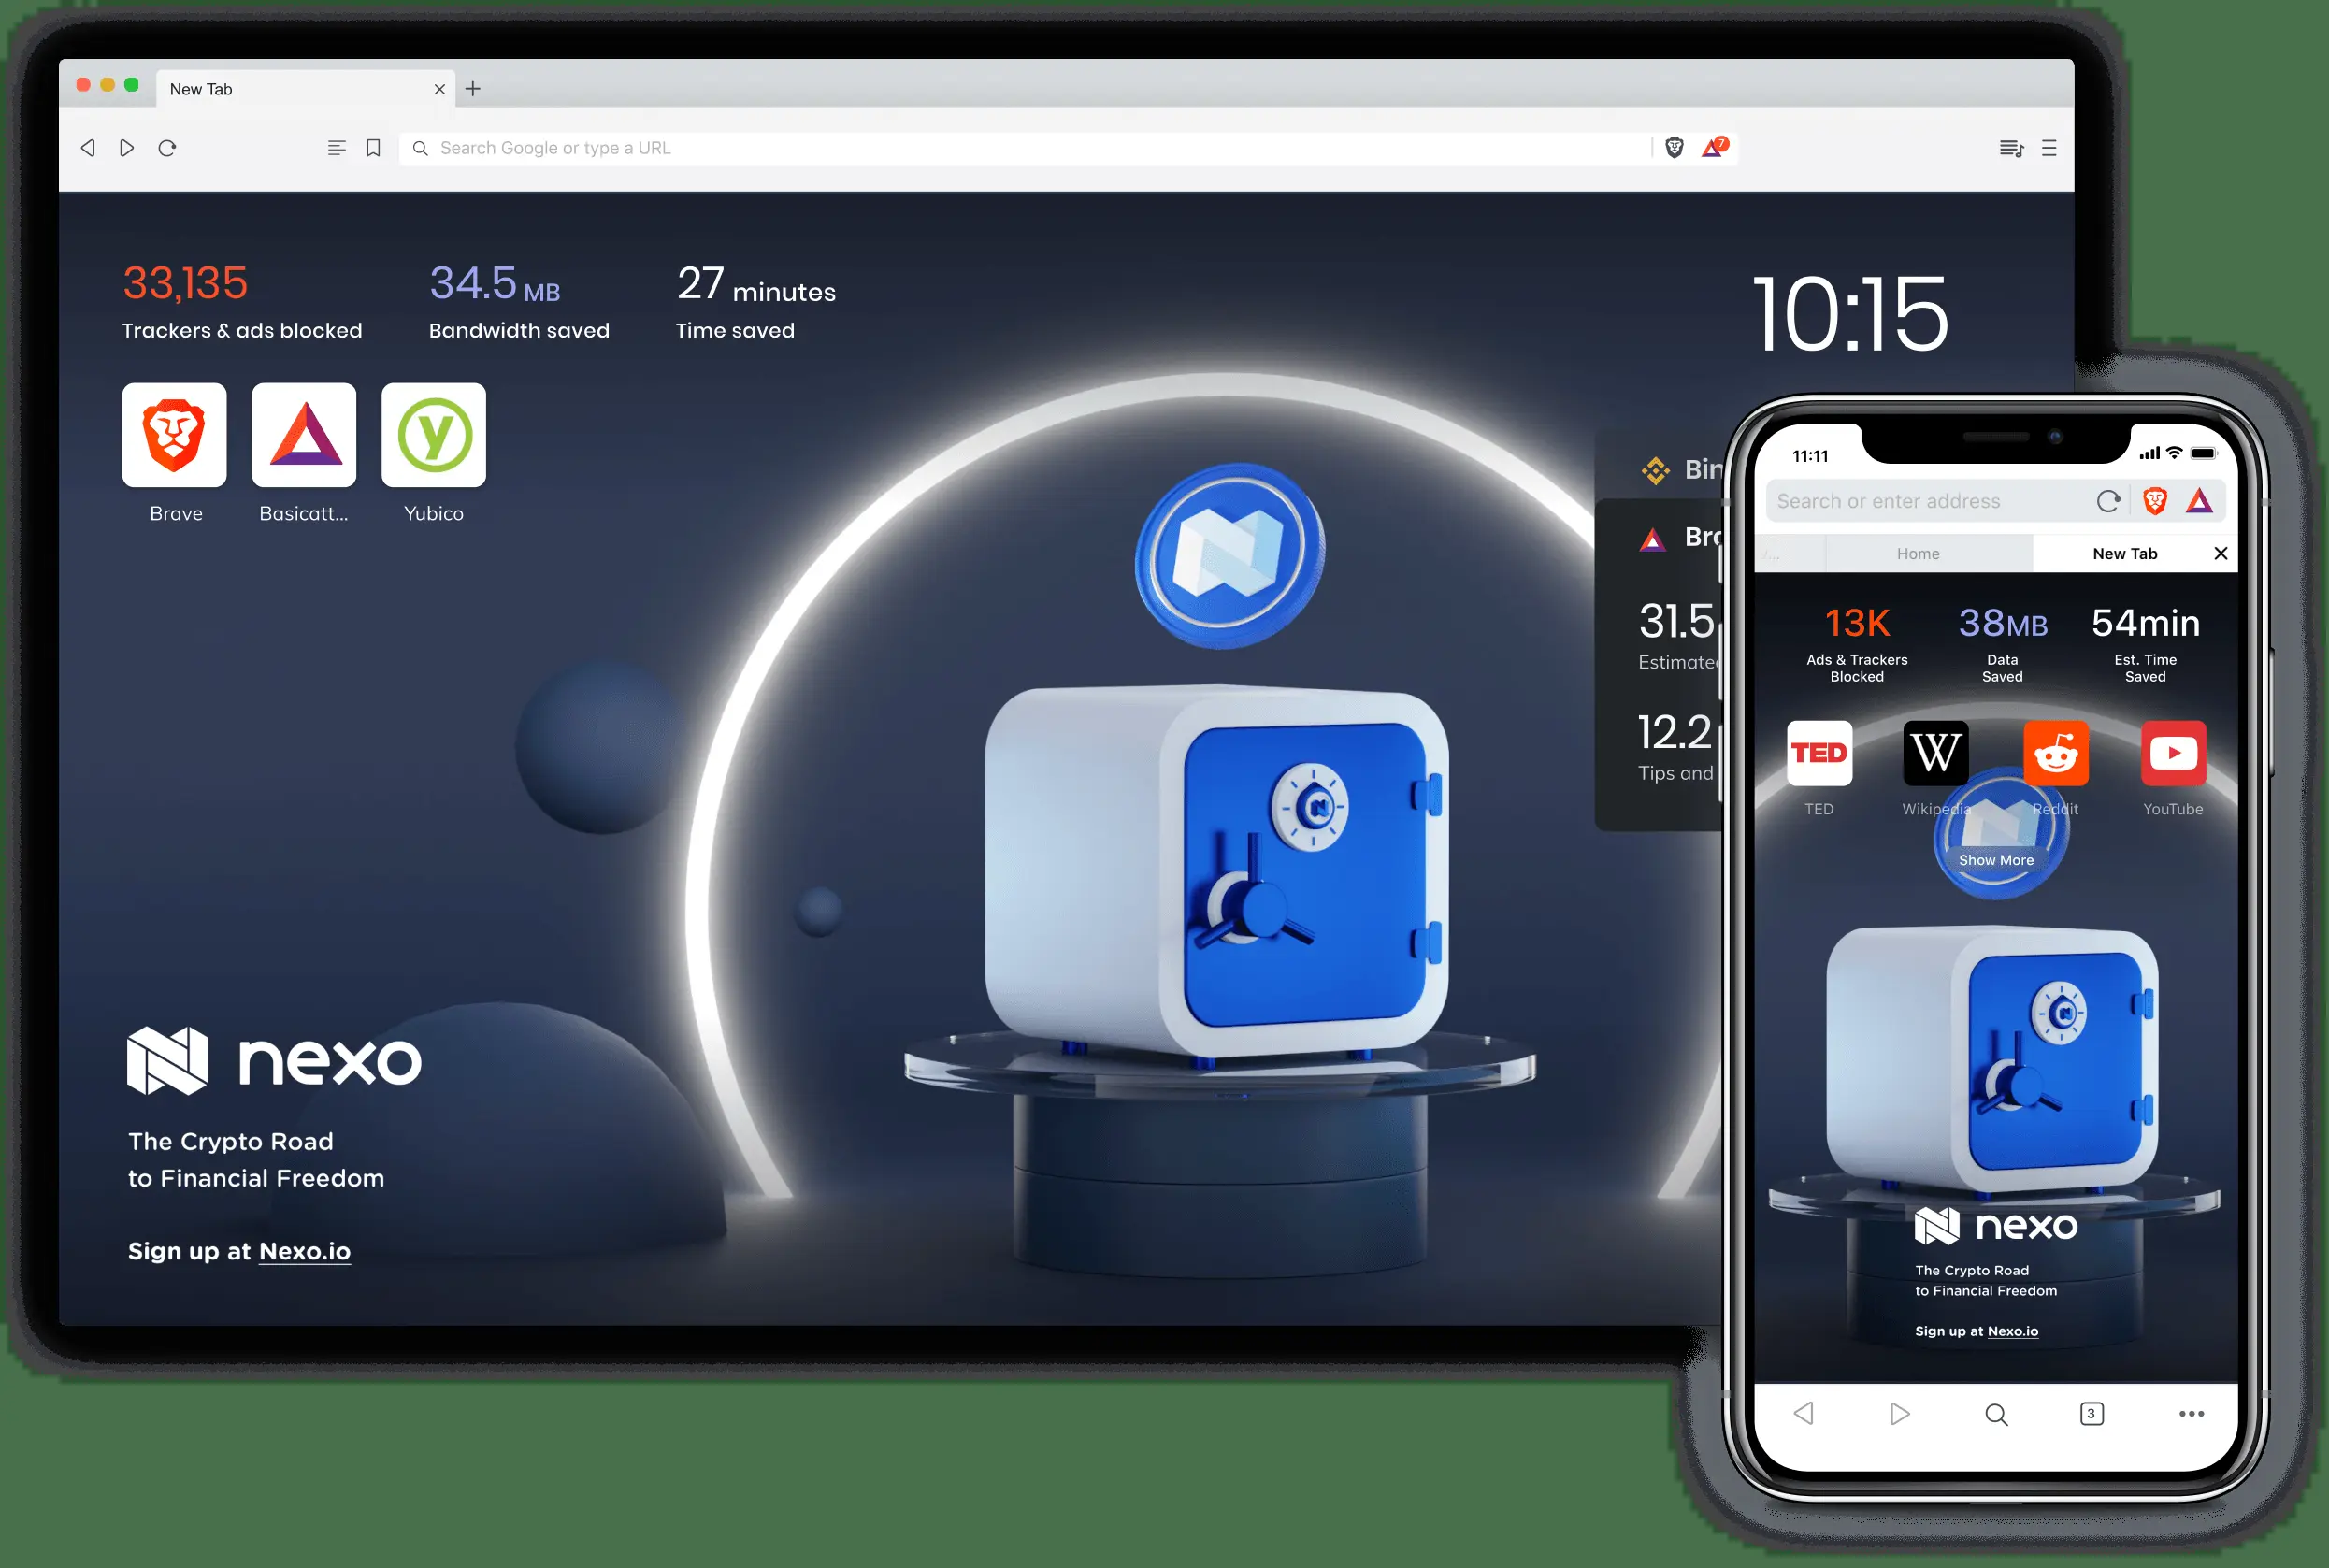 New Tab
Search Google or type a URL
7
33,135
Trackers & ads blocked
34.5 MB
Bandwidth saved
27 minutes
Time saved
10:15
Brave
Basicatt...
Yubico
Bin
31.5
12.2
Tips and
nexo
The Crypto Road
to Financial Freedom
Sign up at Nexo.io
11:11
Search or enter address
Home
New Tab
13K
Ads & Trackers
Blocked
38MB
Data
Saved
54min
Est. Time
Saved
TED
W
TED
Wikipedia
Reddit
YouTube
Show More
nexo
The Crypto Road
to Financial Freedom
Sign up at Nexo.io
3